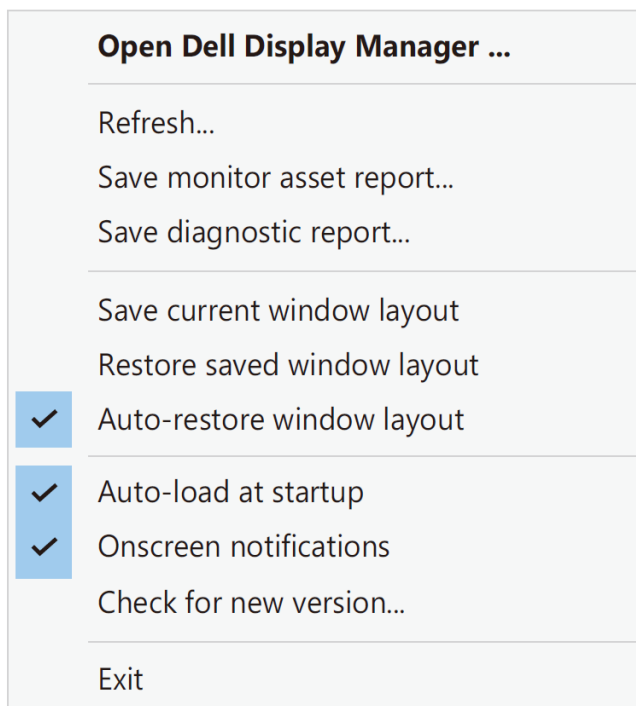 Open Dell Display Manager ...
Refresh...
Save monitor asset report...
Save diagnostic report...
Save current window layout
Restore saved window layout
Auto-restore window layout
Auto-load at startup
Onscreen notifications
Check for new version...
Exit